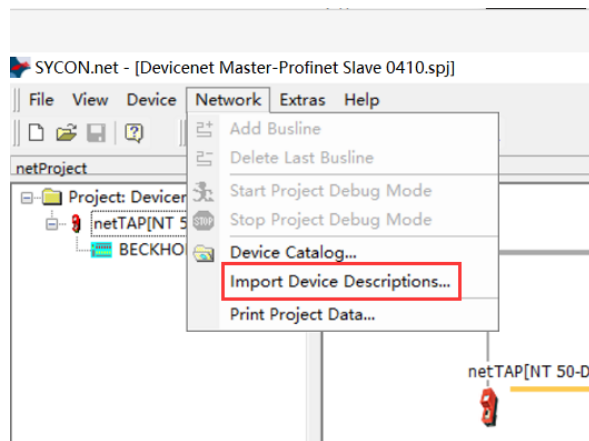 SYCON.net - [Devicenet Master-Profinet Slave 0410.spj]
File View Device Network Extras Help
Add Busline
Delete Last Busline
netProject
Start Project Debug Mode
Project: Devicer
Stop Project Debug Mode
netTAP[NT 5
BECKHO
Device Catalog...
Import Device Descriptions...
Print Project Data...
netTAP[NT 50-D